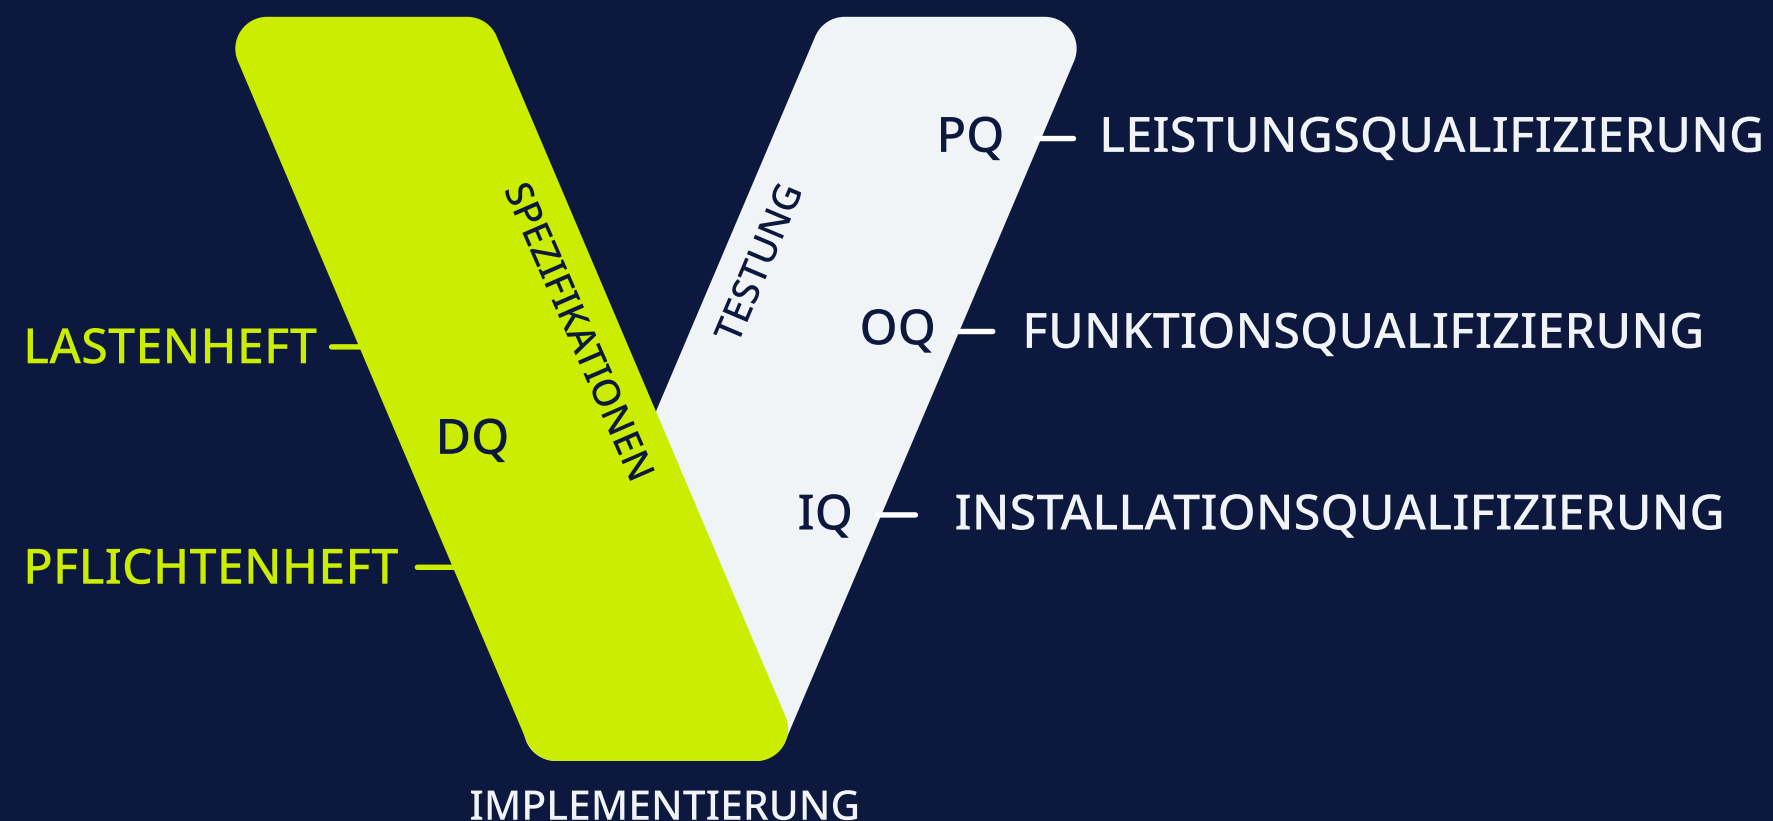 LASTENHEFT
DQ
PFLICHTENHEFT
SPEZIFIKATIONEN
TESTUNG
PQ LEISTUNGSQUALIFIZIERUNG
OQ FUNKTIONSQUALIFIZIERUNG
IQ INSTALLATIONSQUALIFIZIERUNG
IMPLEMENTIERUNG